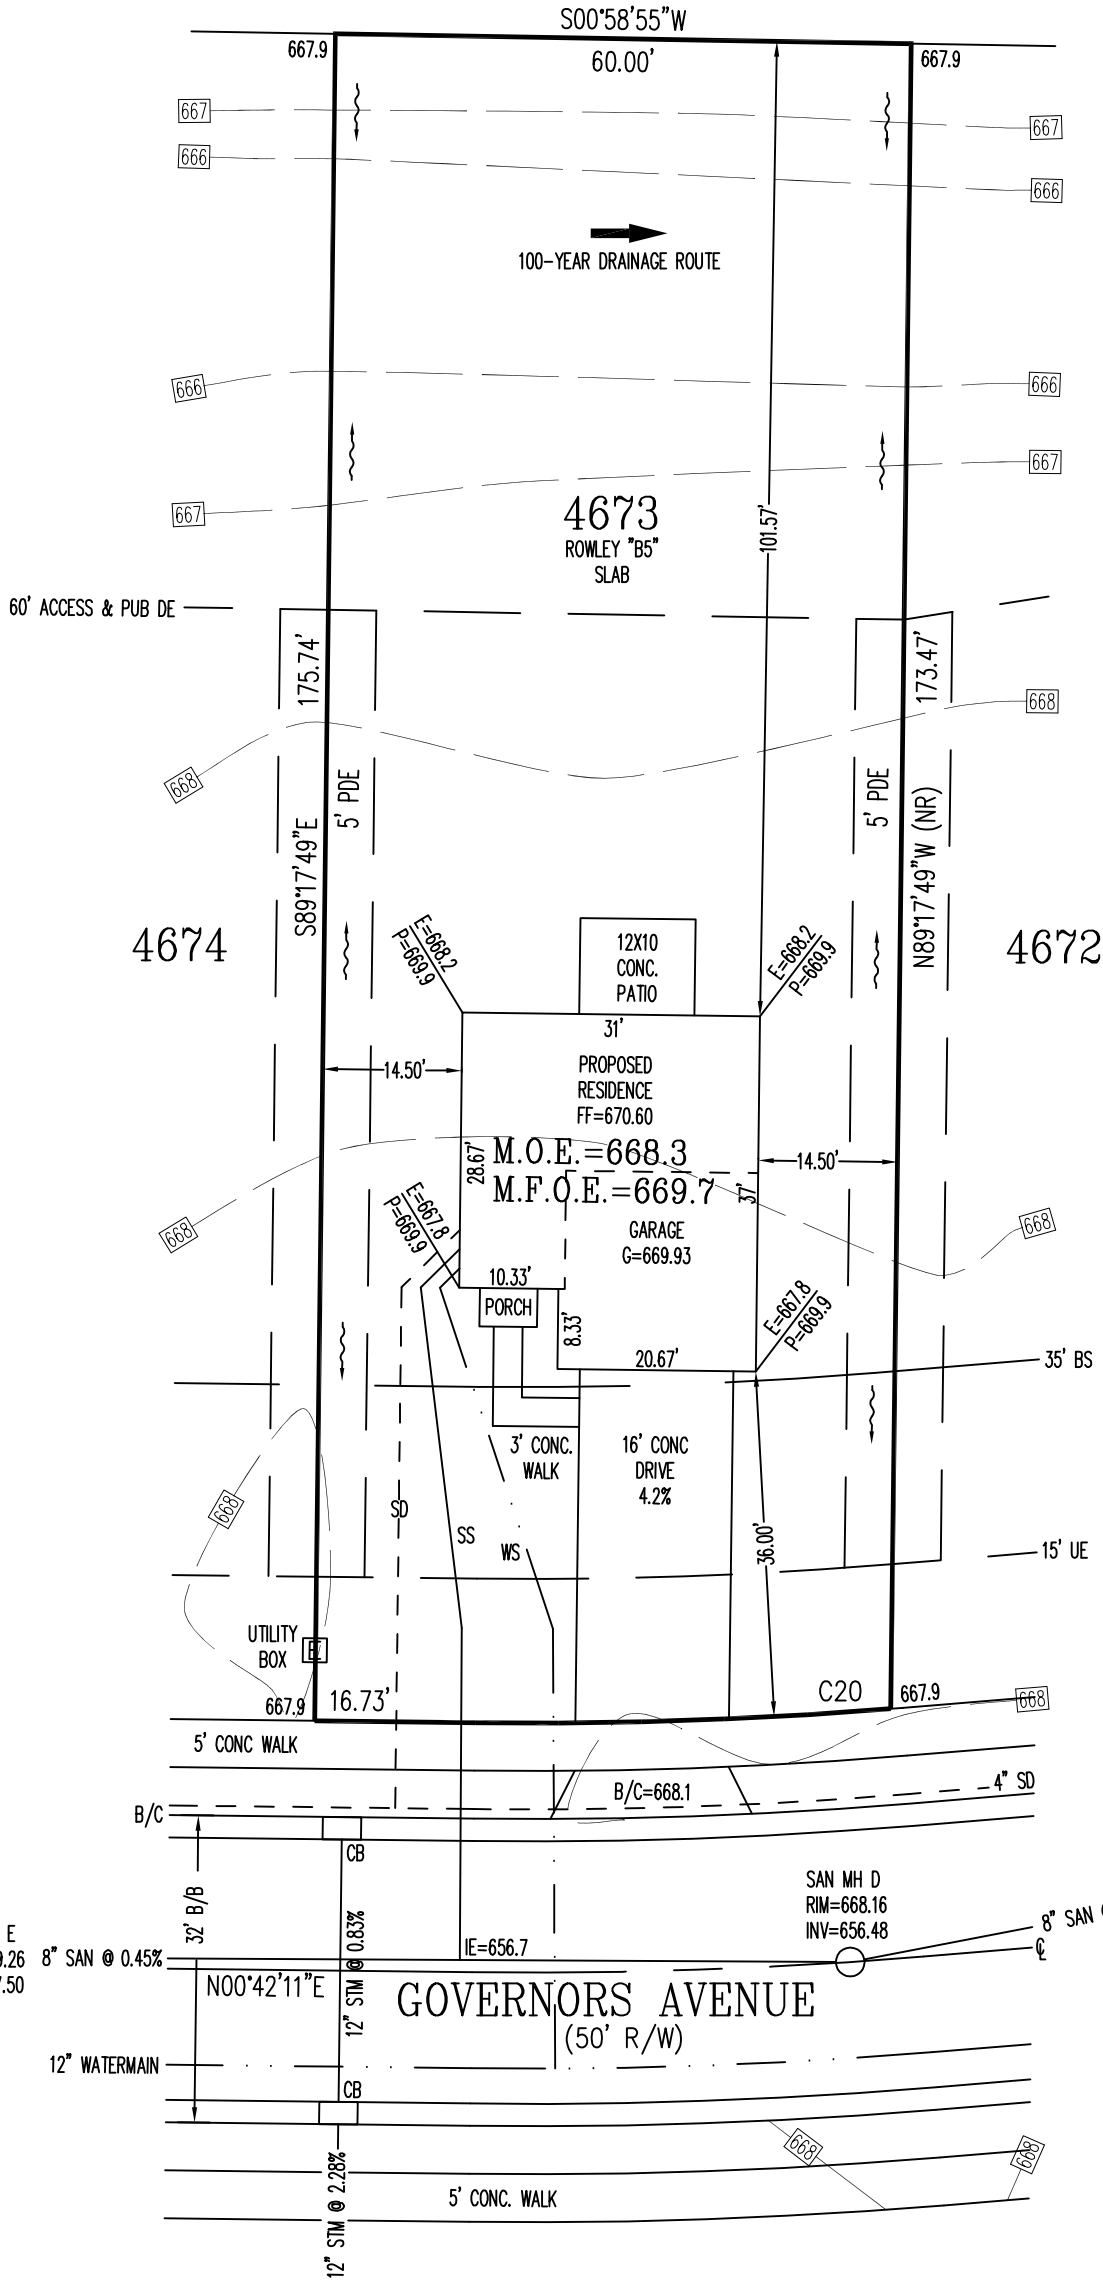 S00°58'55"W
667.9
60.00'
667.9
667
667
666
666
100-YEAR DRAINAGE ROUTE
666
666
667
667
4673
ROWLEY "B5"
SLAB
101.57'
60' ACCESS & PUB DE
175.74'
173.47'
668
668
5' PDE
5' PDE
S89°17'49"E
N89°17'49"W (NR)
4674
4672
E=668.2
P=669.9
12X10
CONC.
PATIO
E=668.2
P=669.9
31'
14.50'
PROPOSED
RESIDENCE
FF=670.60
M.O.E.=668.3
28.67'
14.50'
M.F.O.E.=669.7
37'
E=667.8
P=669.9
668
668
GARAGE
G=669.93
10.33'
PORCH
8.33'
E=667.8
P=669.9
20.67'
35' BS
3' CONC.
WALK
16' CONC
DRIVE
4.2%
668
SD
SS
WS
36.00'
15' UE
UTILITY
BOX
E
667.9
16.73'
C20
667.9
668
5' CONC WALK
B/C=668.1
4" SD
B/C
CB
32' B/B
SAN MH D
RIM=668.16
INV=656.48
8" SAN
E
9.26
7.50
8" SAN @ 0.45%
IE=656.7
12" STM @ 0.83%
℄
N00°42'11"E
GOVERNORS AVENUE
(50' R/W)
12" WATERMAIN
CB
668
668
12" STM @ 2.28%
5' CONC. WALK